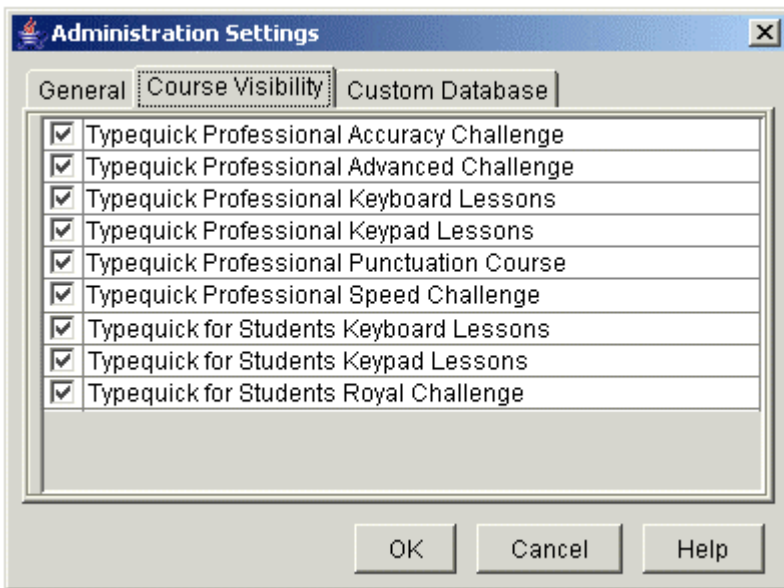 Administration Settings
General Course Visibility Custom Database
Typequick Professional Accuracy Challenge
Typequick Professional Advanced Challenge
Typequick Professional Keyboard Lessons
Typequick Professional Keypad Lessons
Typequick Professional Punctuation Course
Typequick Professional Speed Challenge
Typequick for Students Keyboard Lessons
Typequick for Students Keypad Lessons
Typequick for Students Royal Challenge
OK Cancel Help